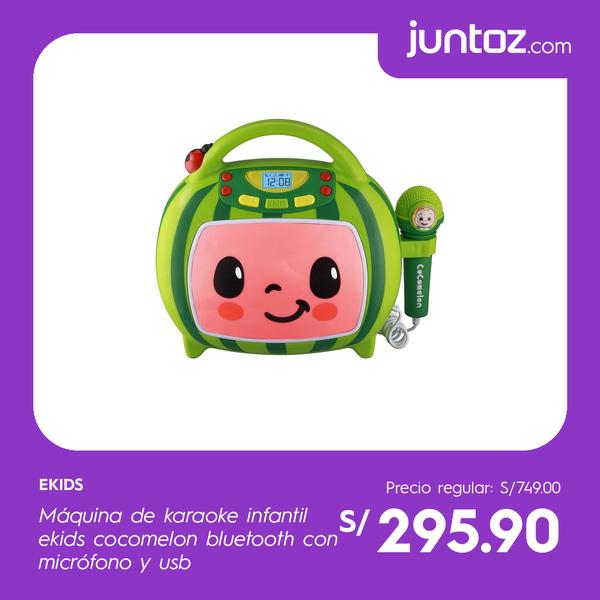 juntoz.com
12:08
EKIDS
CoComelon
EKIDS
Máquina de karaoke infantil
ekids cocomelon bluetooth con
micrófono y usb
Precio regular: S/749.00
S/ 295.90